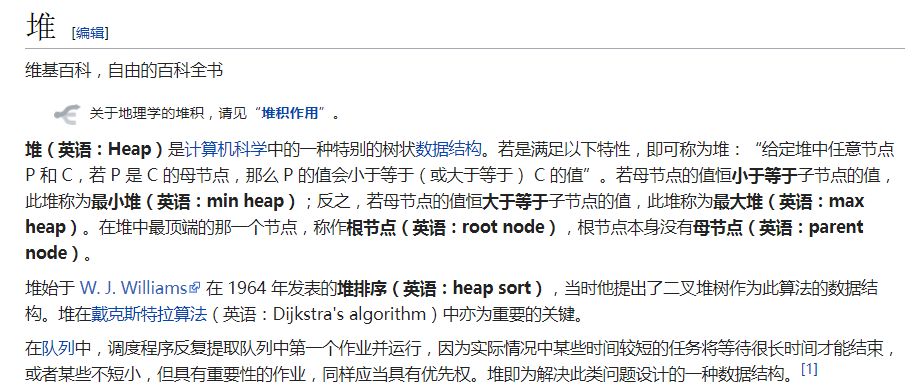 堆 [编辑]
维基百科，自由的百科全书
关于地理学的堆积，请见“堆积作用”。
堆（英语：Heap）是计算机科学中的一种特别的树状数据结构。若是满足以下特性，即可称为堆：“给定堆中任意节点
P 和 C，若 P 是 C 的母节点，那么 P 的值会小于等于（或大于等于） C 的值”。若母节点的值恒小于等于子节点的值，
此堆称为最小堆（英语：min heap）；反之，若母节点的值恒大于等于子节点的值，此堆称为最大堆（英语：max
heap）。在堆中最顶端的那一个节点，称作根节点（英语：root node），根节点本身没有母节点（英语：parent
node）。
堆始于 W. J. Williams 在 1964 年发表的堆排序（英语：heap sort），当时他提出了二叉堆树作为此算法的数据结
构。堆在戴克斯特拉算法（英语：Dijkstra's algorithm）中亦为重要的关键。
在队列中，调度程序反复提取队列中第一个作业并运行，因为实际情况中某些时间较短的任务将等待很长时间才能结束，
或者某些不短小，但具有重要性的作业，同样应当具有优先权。堆即为解决此类问题设计的一种数据结构。[1]